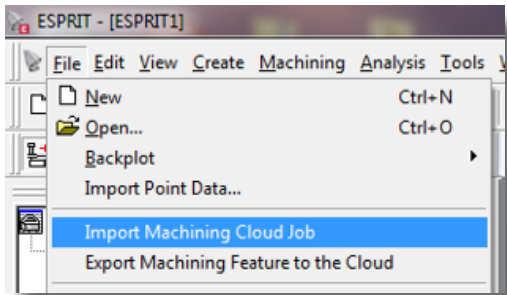 ESPRIT - [ESPRIT1]
File Edit View Create Machining Analysis Tools
New Ctrl+N
Open... Ctrl+O
Backplot
Import Point Data...
Import Machining Cloud Job
Export Machining Feature to the Cloud